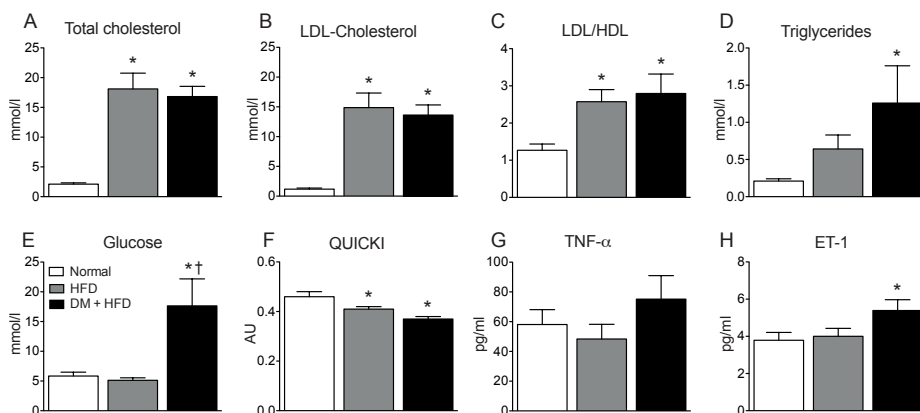 A
Total cholesterol
mmol/l
25
20
15
10
5
0
*
*
B
LDL-Cholesterol
mmol/l
25
20
15
10
5
0
*
*
C
LDL/HDL
4
3
2
1
0
*
*
D
Triglycerides
mmol/l
2.0
1.5
1.0
0.5
0.0
*
E
Glucose
mmol/l
25
20
15
10
5
0
Normal
HFD
DM + HFD
*†
F
QUICKI
AU
0.6
0.4
0.2
0.0
*
*
G
TNF-α
pg/ml
100
80
60
40
20
0
H
ET-1
pg/ml
8
6
4
2
0
*